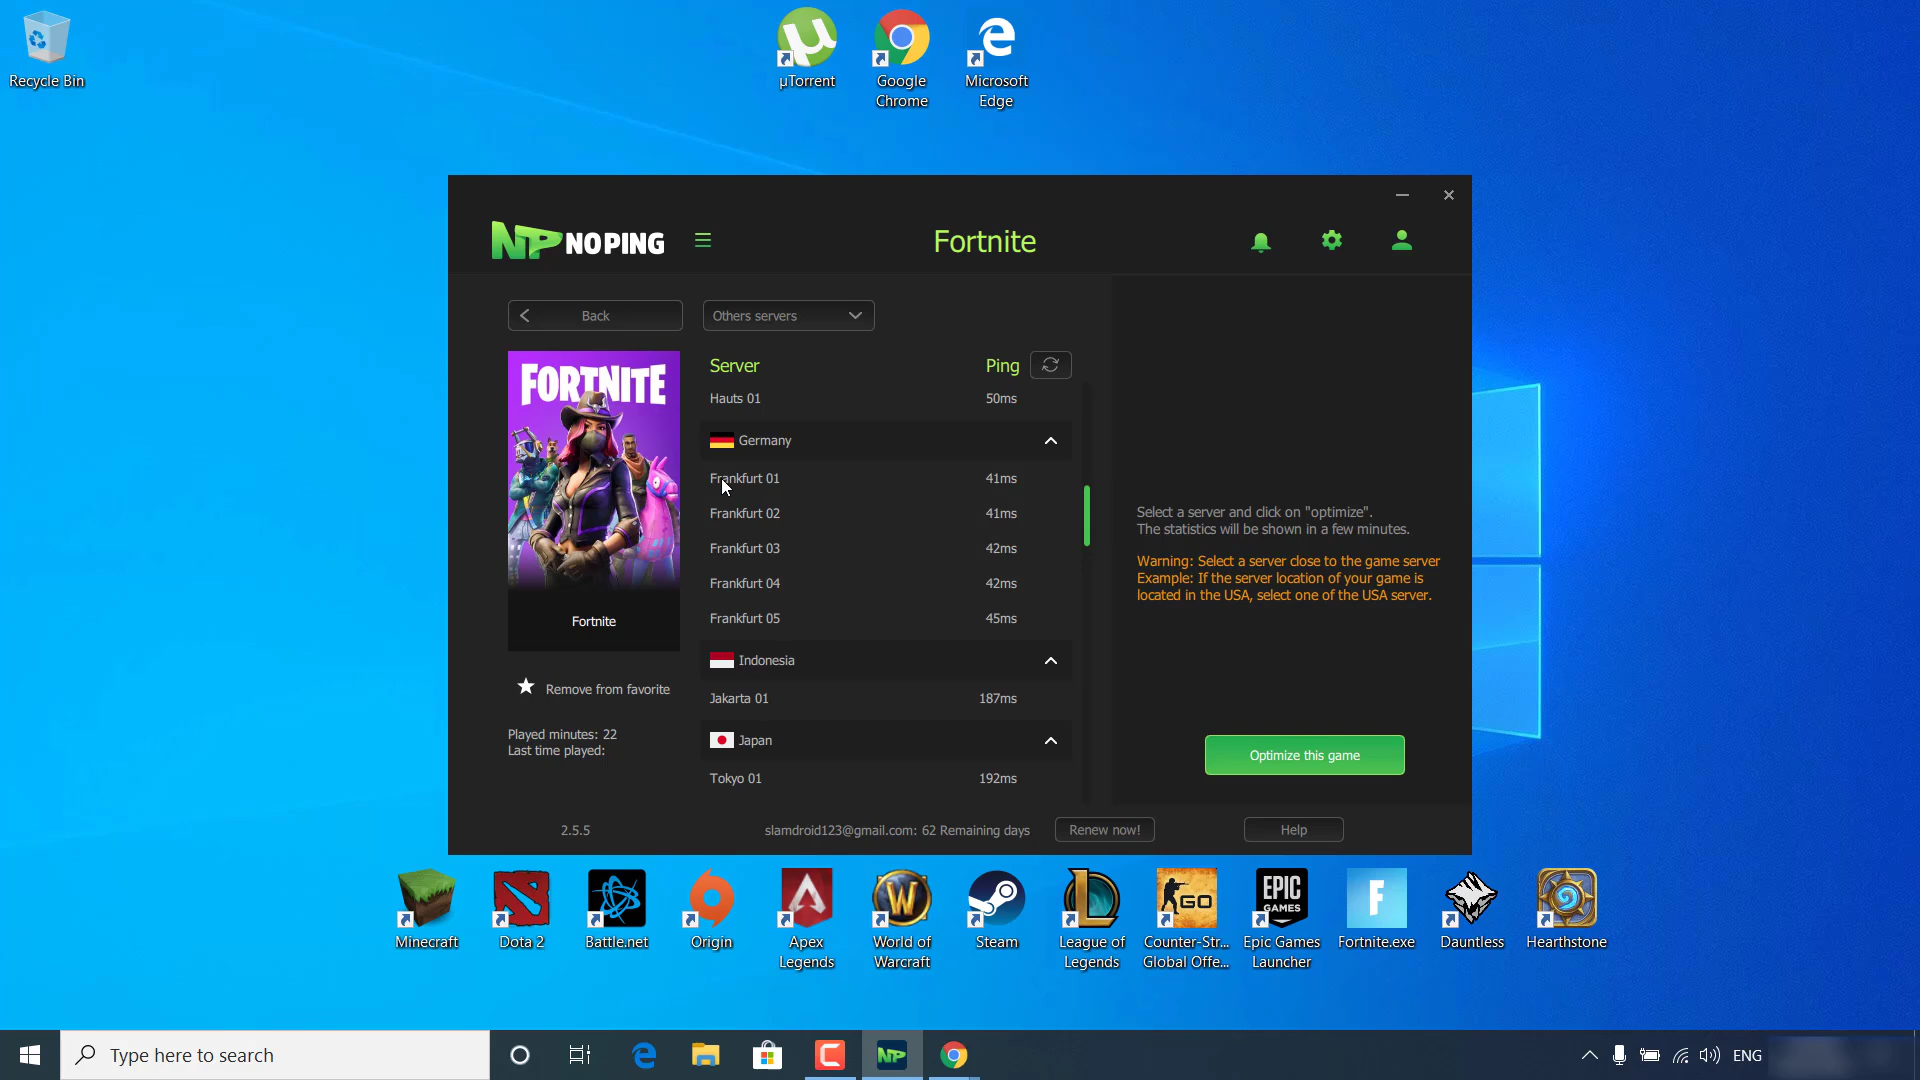 Recycle Bin
µTorrent
Google
Chrome
Microsoft
Edge
NP NOPING
Fortnite
Back
Others servers
FORTNITE
Fortnite
Remove from favorite
Played minutes: 22
Last time played:
Server Ping
Hauts 01 50ms
Germany
Frankfurt 01 41ms
Frankfurt 02 41ms
Frankfurt 03 42ms
Frankfurt 04 42ms
Frankfurt 05 45ms
Indonesia
Jakarta 01 187ms
Japan
Tokyo 01 192ms
Select a server and click on "optimize".
The statistics will be shown in a few minutes.
Warning: Select a server close to the game server
Example: If the server location of your game is
located in the USA, select one of the USA server.
Optimize this game
2.5.5
slamdroid123@gmail.com: 62 Remaining days
Renew now!
Help
EPIC
GAMES
GO
W
F
Minecraft
Dota 2
Battle.net
Origin
Apex
Legends
World of
Warcraft
Steam
League of
Legends
Counter-Str...
Global Offe...
Epic Games
Launcher
Fortnite.exe
Dauntless
Hearthstone
Type here to search
NP
ENG